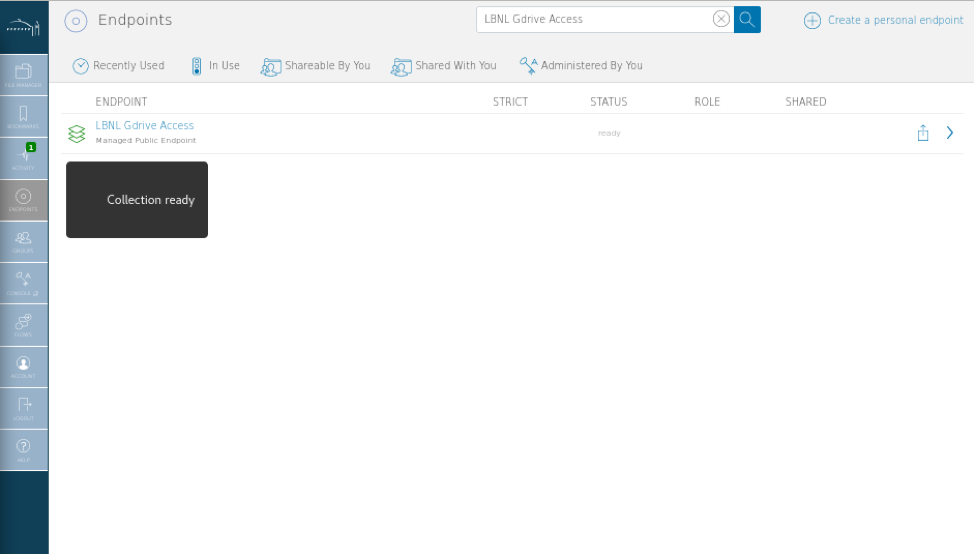 Endpoints
LBNL Gdrive Access
Create a personal endpoint
Recently Used
In Use
Shareable By You
Shared With You
Administered By You
ENDPOINT
STRICT
STATUS
ROLE
SHARED
LBNL Gdrive Access
Managed Public Endpoint
ready
Collection ready
FILE MANAGER
BOOKMARKS
1
ACTIVITY
ENDPOINTS
GROUPS
CONSOLE
FLOWS
ACCOUNT
LOGOUT
HELP